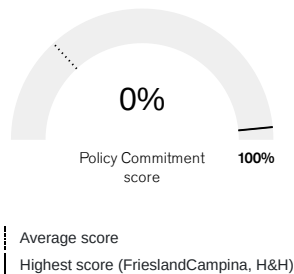 0%
Policy Commitment
score
100%
Average score
Highest score (FrieslandCampina, H&H)